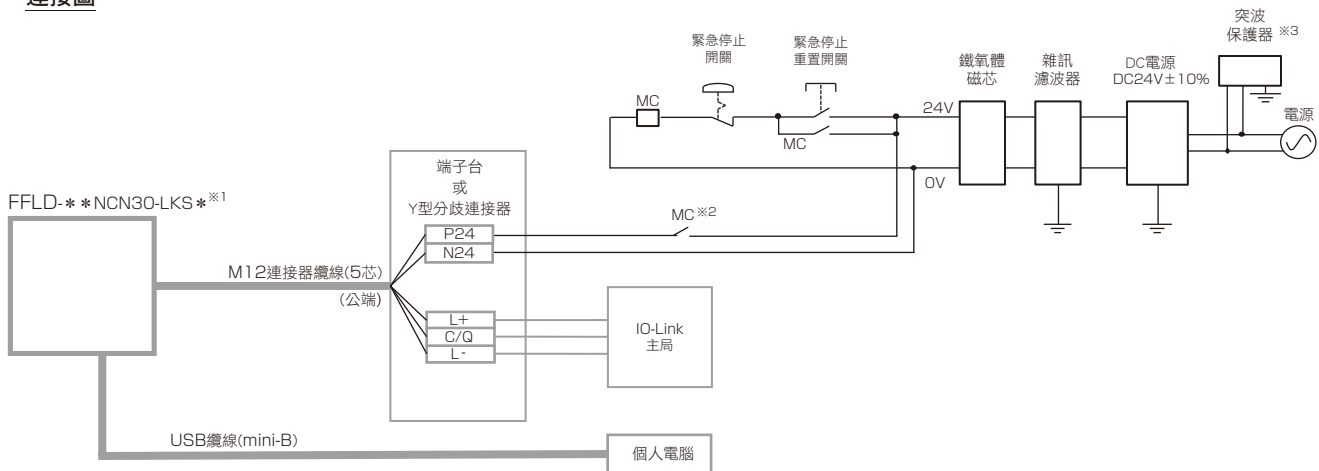 連接圖
突波
保護器 ※3
緊急停止
開關
緊急停止
重置開關
鐵氧體
磁芯
雜訊
濾波器
DC電源
DC24V±10%
電源
MC
24V
MC
0V
端子台
或
Y型分歧連接器
FFLD-＊＊NCN30-LKS＊※1
P24
N24
MC※2
M12連接器纜線(5芯)
(公端)
L+
C/Q
L-
IO-Link
主局
USB纜線(mini-B)
個人電腦